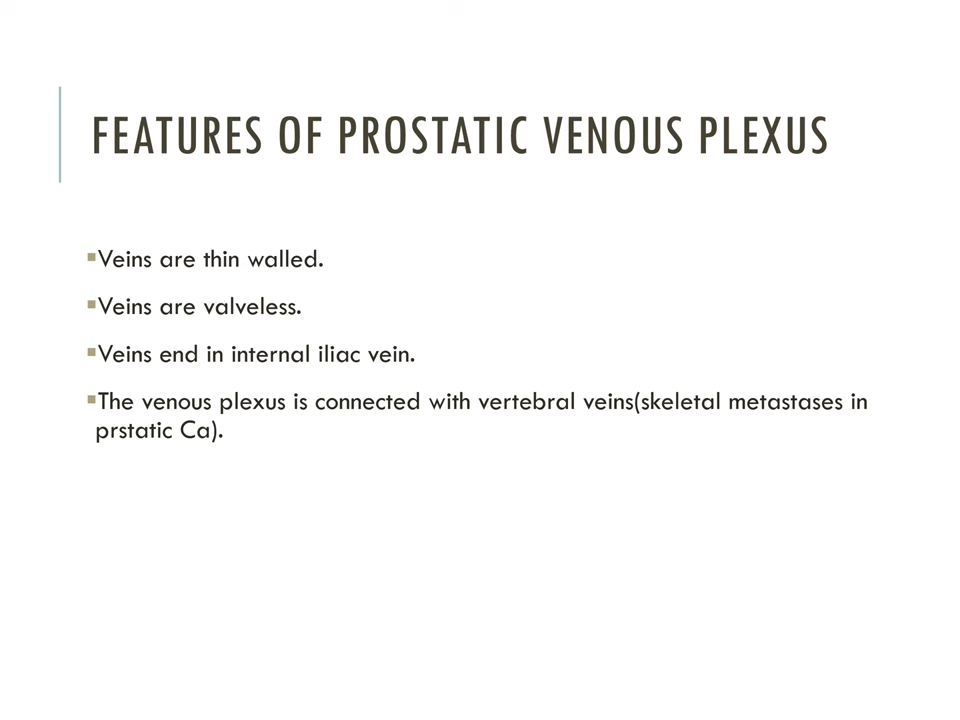 FEATURES OF PROSTATIC VENOUS PLEXUS
▪Veins are thin walled.
▪Veins are valveless.
▪Veins end in internal iliac vein.
▪The venous plexus is connected with vertebral veins(skeletal metastases in
prstatic Ca).